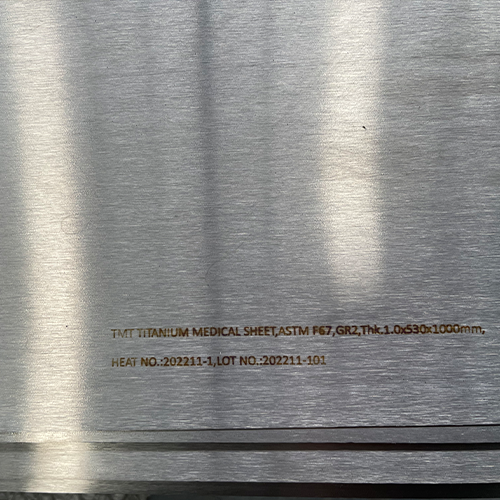 TMT TITANIUM MEDICAL SHEET,ASTM F67,GR2,Thk.1.0x530x1000mm,
HEAT NO.:202211-1,LOT NO.:202211-101